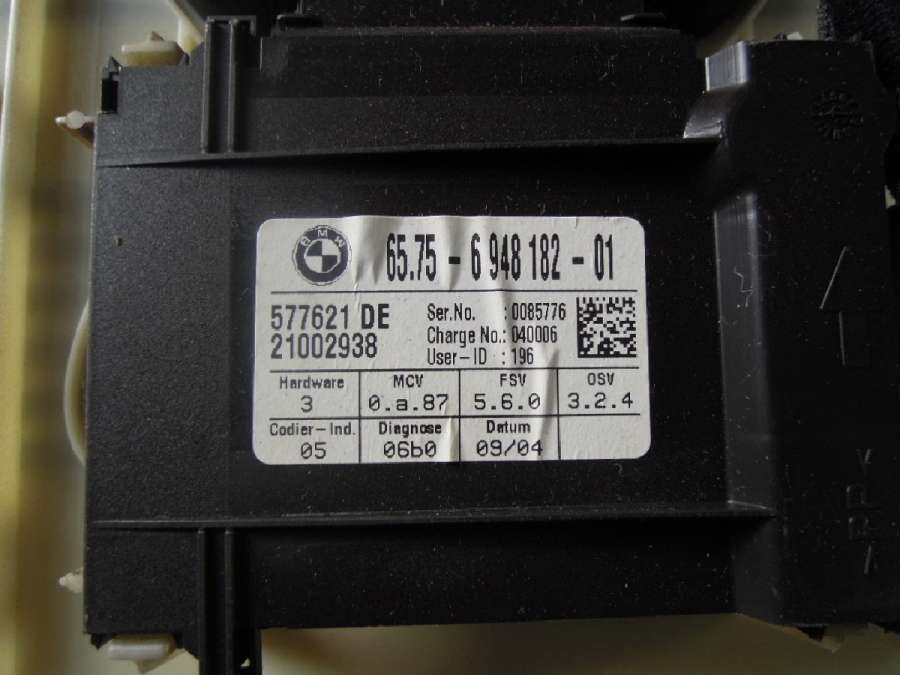 BMW
65.75 - 6 948 182 - 01
577621 DE
21002938
Ser.No. :0085776
Charge No.: 040006
User-ID : 196
Hardware MCV FSV OSV
3 0.a.87 5.6.0 3.2.4
Codier-Ind. Diagnose Datum
05 06b0 09/04